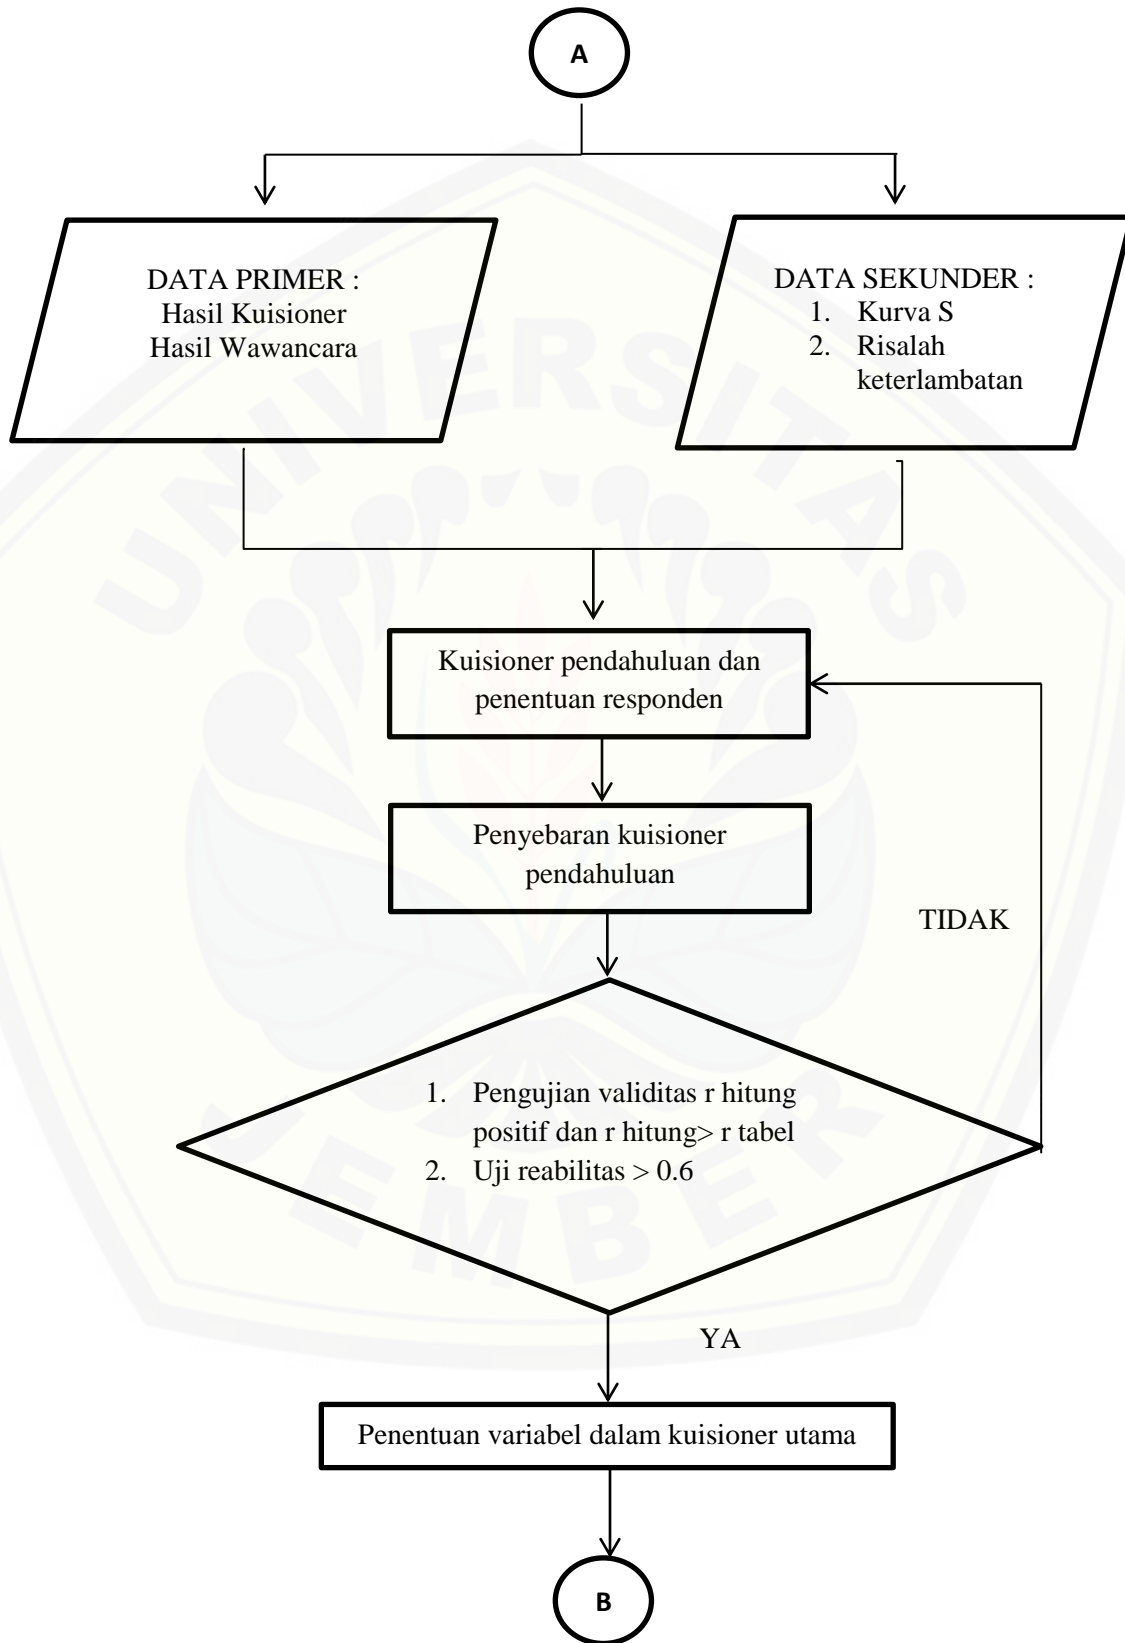 A
DATA PRIMER :
Hasil Kuisioner
Hasil Wawancara
DATA SEKUNDER :
1. Kurva S
2. Risalah
keterlambatan
UNIVERSITAS
Kuisioner pendahuluan dan
penentuan responden
Penyebaran kuisioner
pendahuluan
TIDAK
1. Pengujian validitas r hitung
positif dan r hitung> r tabel
2. Uji reabilitas > 0.6
JEMBER
YA
Penentuan variabel dalam kuisioner utama
B